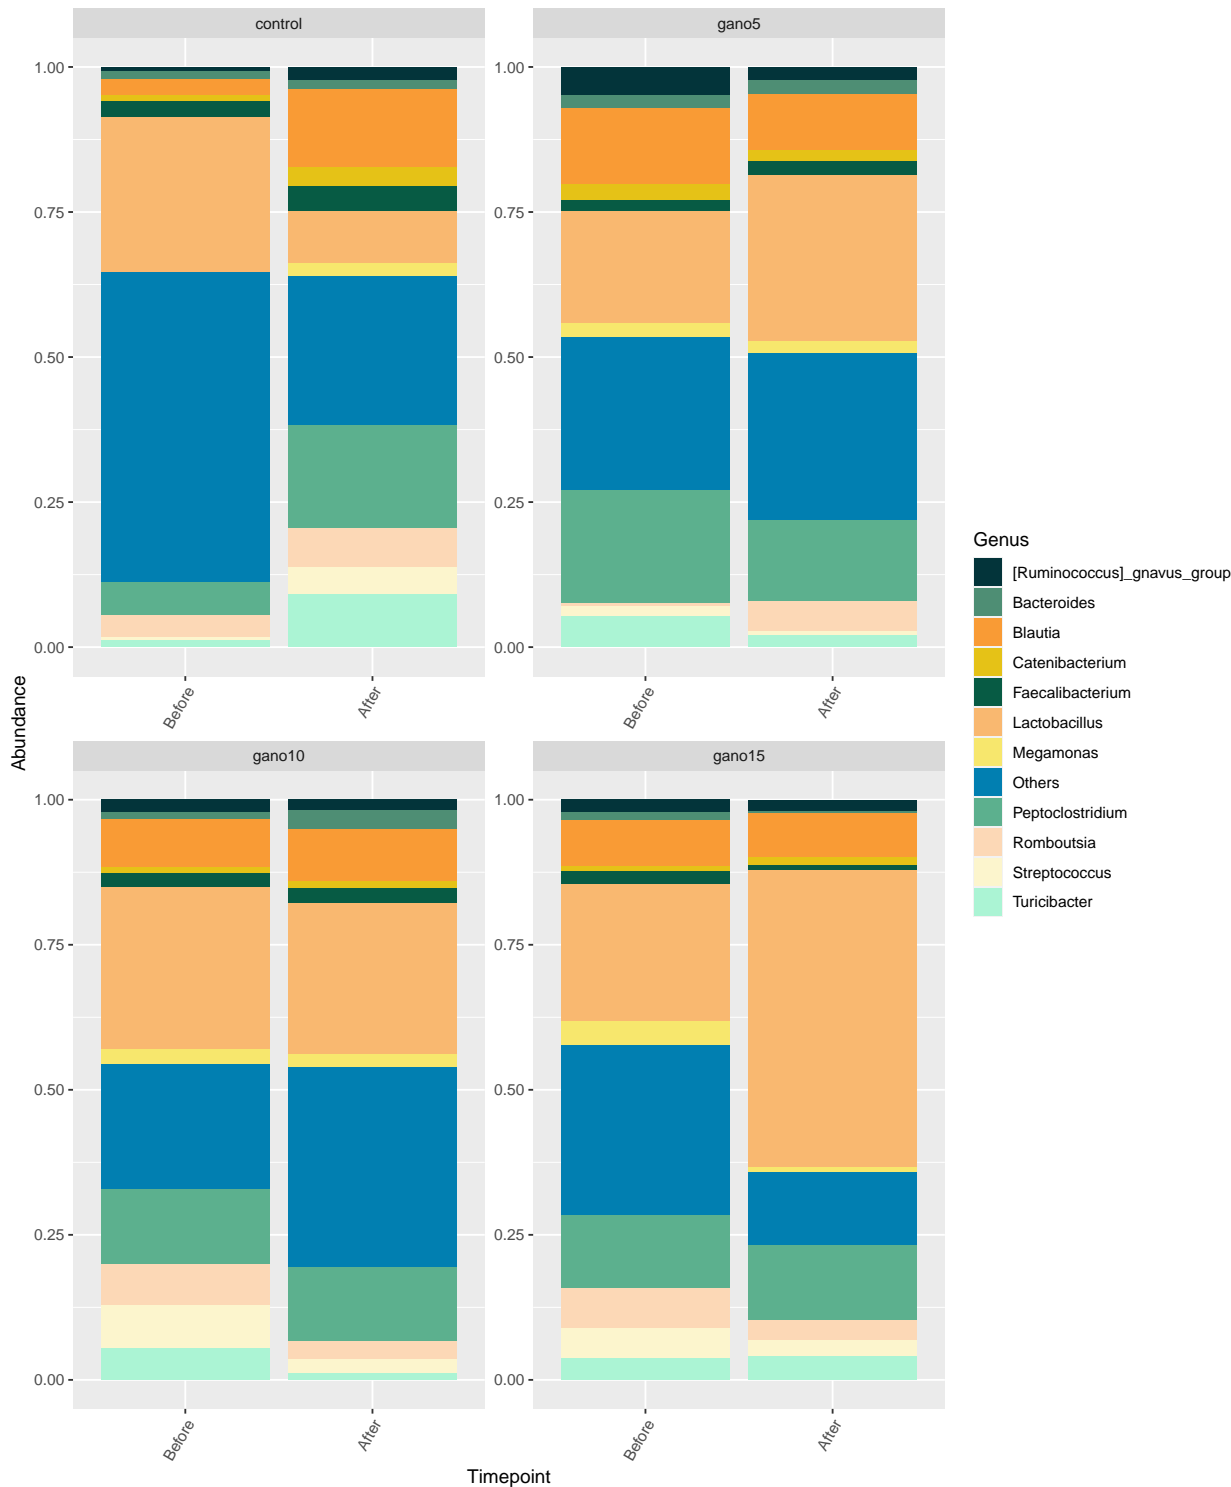 control
gano5
1.00
0.75
0.50
0.25
0.00
1.00
0.75
0.50
0.25
0.00
Before
After
Before
After
gano10
gano15
1.00
0.75
0.50
0.25
0.00
1.00
0.75
0.50
0.25
0.00
Before
After
Before
After
Abundance
Timepoint
Genus
[Ruminococcus]_gnavus_group
Bacteroides
Blautia
Catenibacterium
Faecalibacterium
Lactobacillus
Megamonas
Others
Peptoclostridium
Romboutsia
Streptococcus
Turicibacter